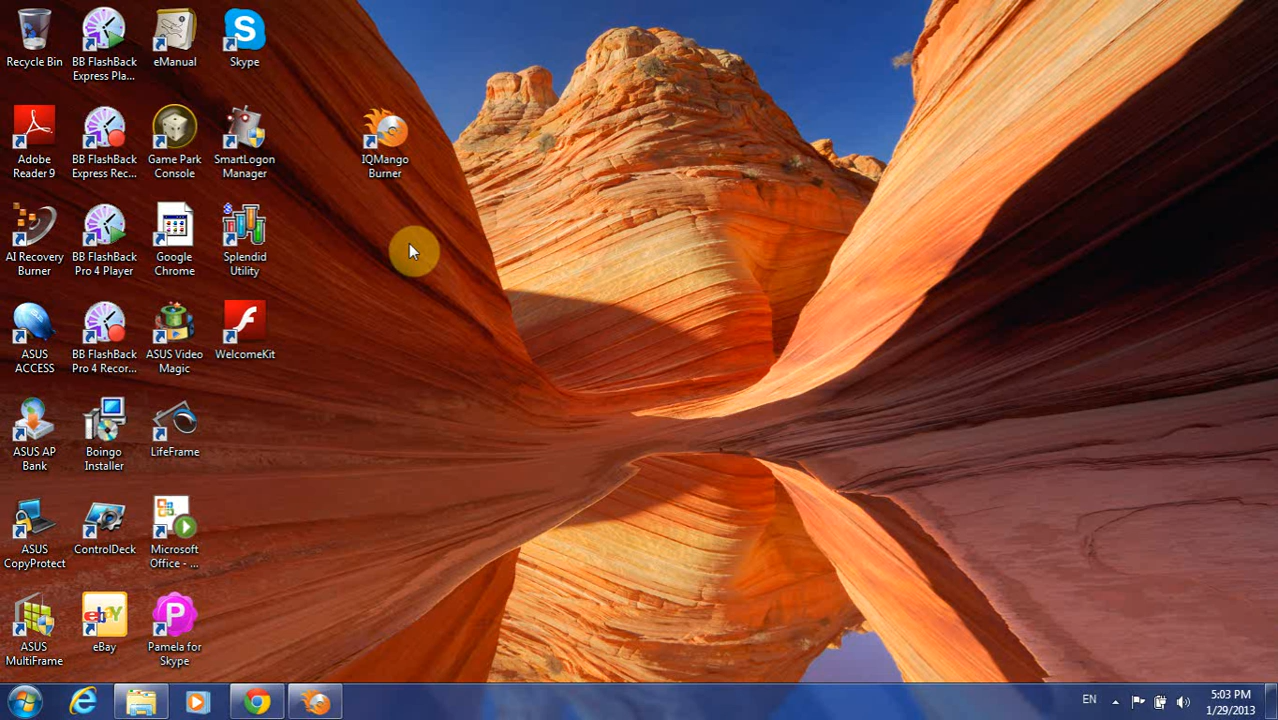 Recycle Bin
BB FlashBack
Express Pla...
eManual
Skype
Adobe
Reader 9
BB FlashBack
Express Rec...
Game Park
Console
SmartLogon
Manager
IQMango
Burner
AI Recovery
Burner
BB FlashBack
Pro 4 Player
Google
Chrome
Splendid
Utility
ASUS
ACCESS
BB FlashBack
Pro 4 Recor...
ASUS Video
Magic
WelcomeKit
ASUS AP
Bank
Boingo
Installer
LifeFrame
ASUS
CopyProtect
ControlDeck
Microsoft
Office - ...
ASUS
MultiFrame
ebY
eBay
P
Pamela for
Skype
EN
5:03 PM
1/29/2013